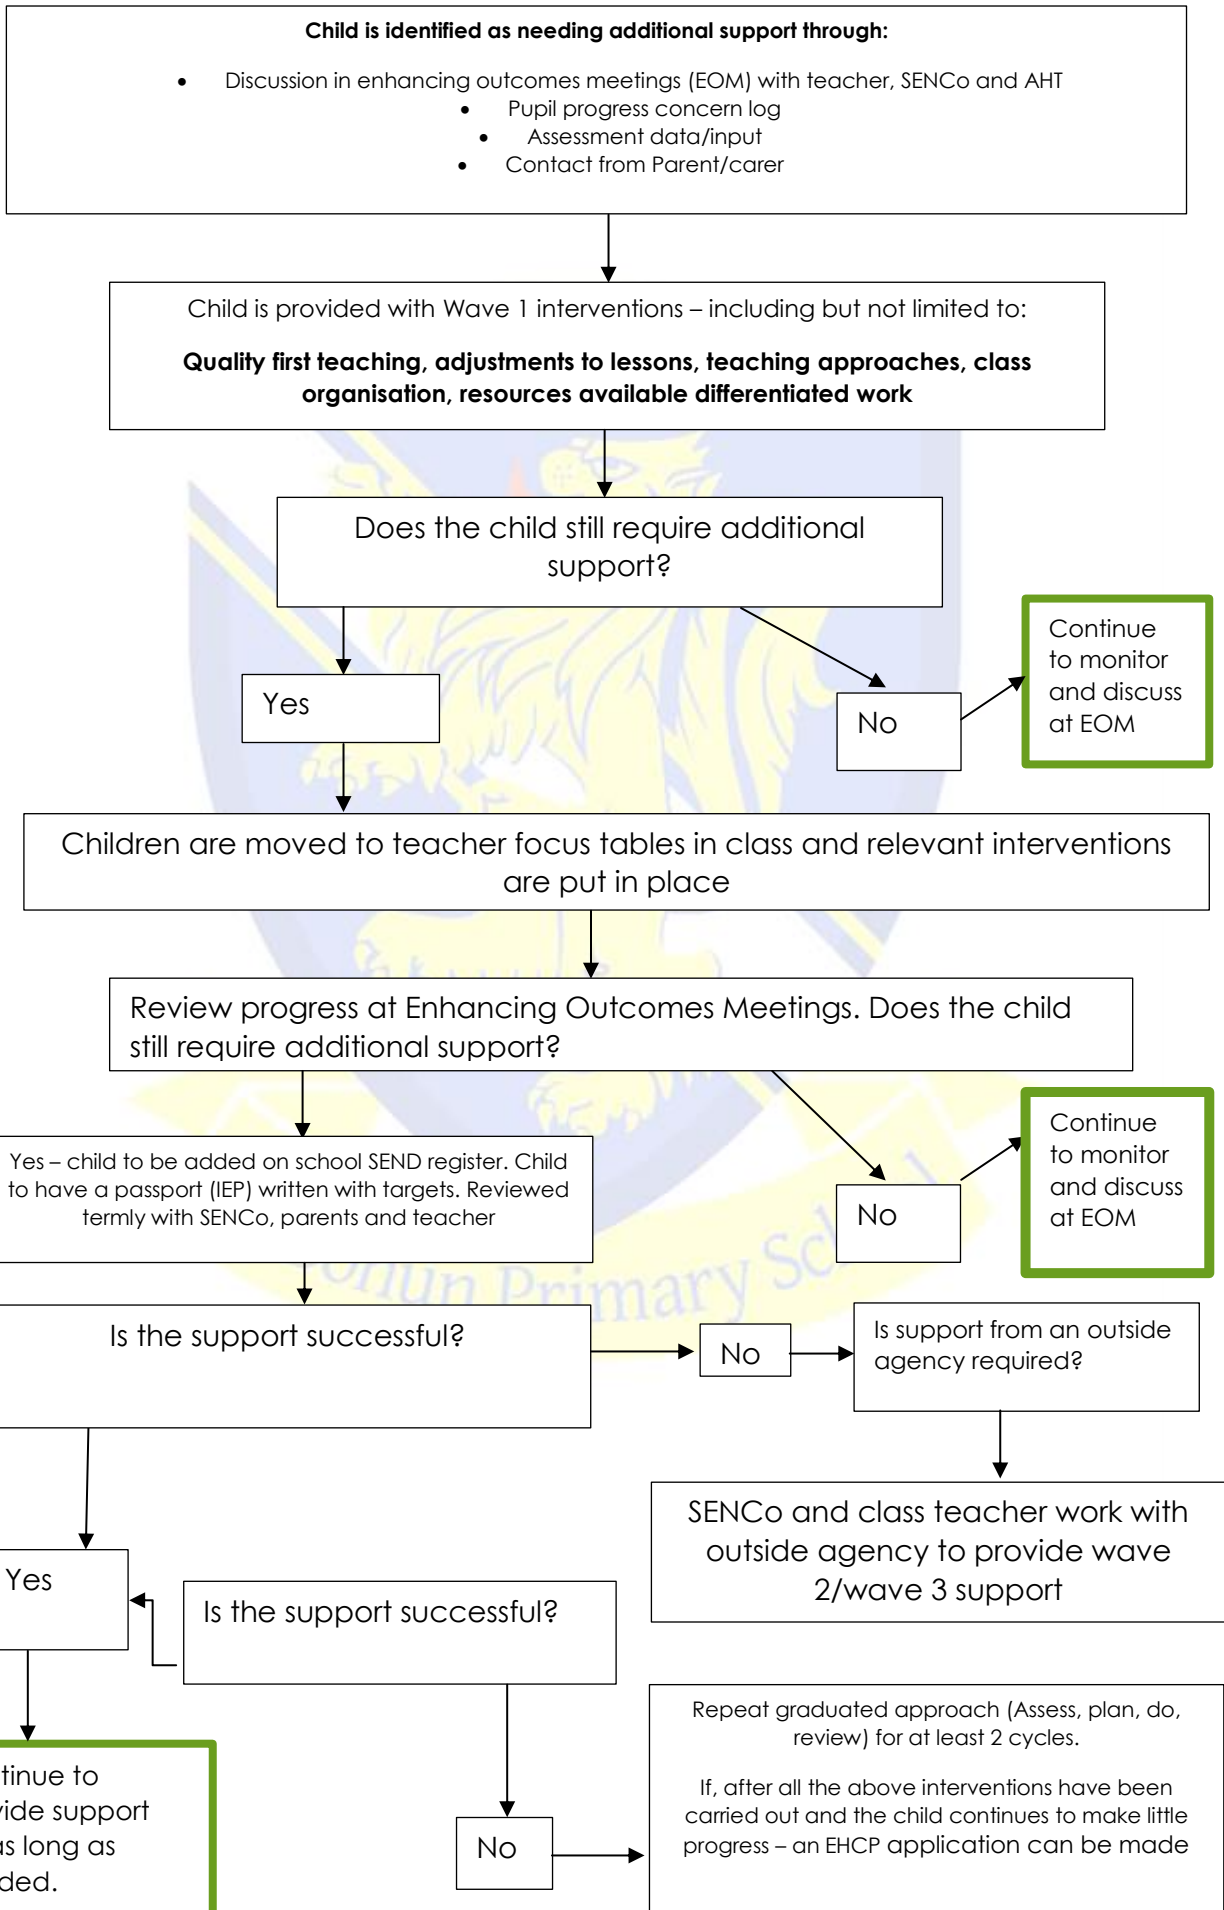 Child is identified as needing additional support through:
• Discussion in enhancing outcomes meetings (EOM) with teacher, SENCo and AHT
• Pupil progress concern log
• Assessment data/input
• Contact from Parent/carer
Child is provided with Wave 1 interventions – including but not limited to:
Quality first teaching, adjustments to lessons, teaching approaches, class
organisation, resources available differentiated work
Does the child still require additional
support?
Yes
No
Continue
to monitor
and discuss
at EOM
Children are moved to teacher focus tables in class and relevant interventions
are put in place
Review progress at Enhancing Outcomes Meetings. Does the child
still require additional support?
Yes – child to be added on school SEND register. Child
to have a passport (IEP) written with targets. Reviewed
termly with SENCo, parents and teacher
No
Continue
to monitor
and discuss
at EOM
Primary School
Is the support successful?
No
Is support from an outside
agency required?
SENCo and class teacher work with
outside agency to provide wave
2/wave 3 support
Yes
Is the support successful?
tinue to
vide support
as long as
ded.
No
Repeat graduated approach (Assess, plan, do,
review) for at least 2 cycles.
If, after all the above interventions have been
carried out and the child continues to make little
progress – an EHCP application can be made